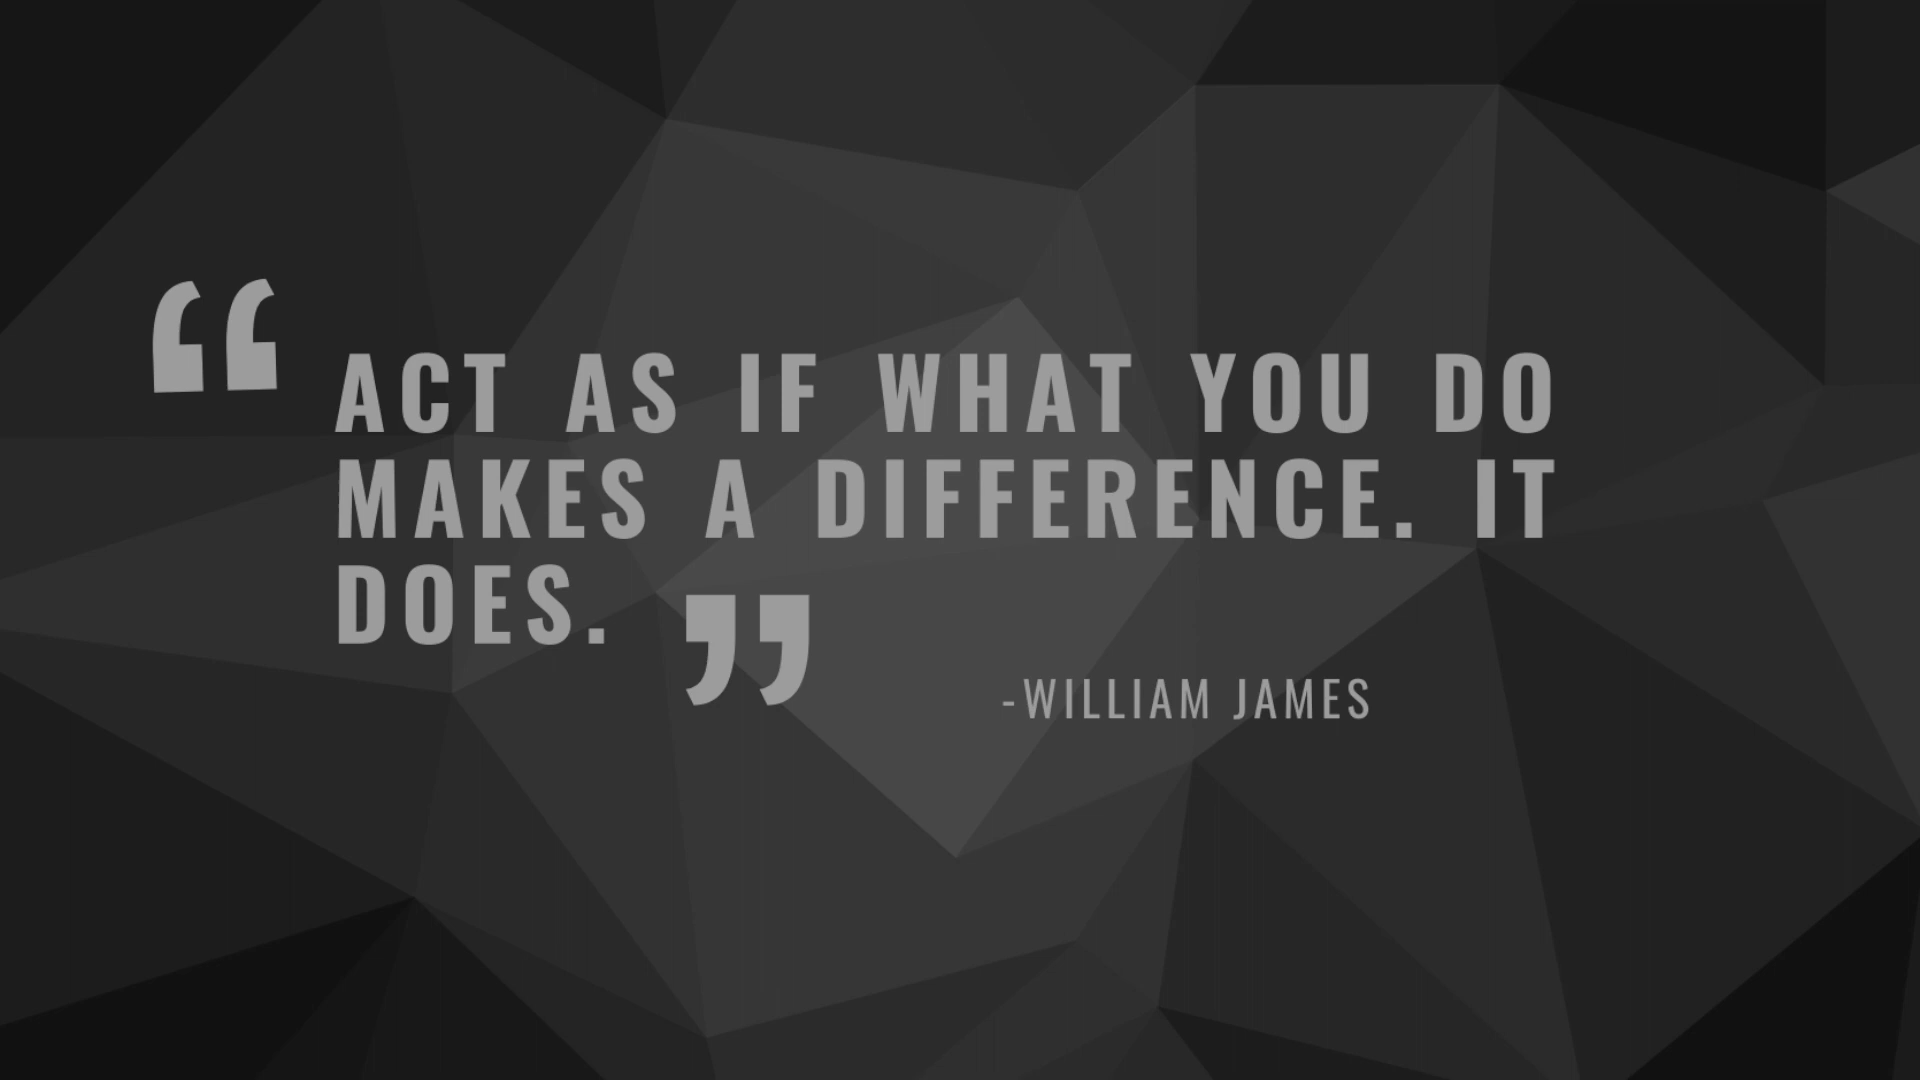 “ ACT AS IF WHAT YOU DO
MAKES A DIFFERENCE. IT
DOES. ”
-WILLIAM JAMES